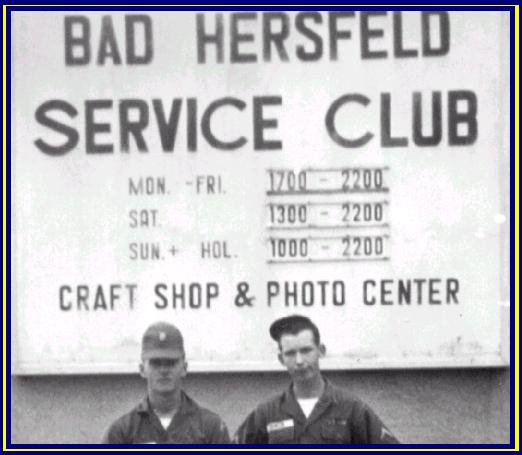 BAD HERSFELD
SERVICE CLUB
MON. - FRI. 1700 - 2200
SAT. 1300 - 2200
SUN. + HOL. 1000 - 2200
CRAFT SHOP & PHOTO CENTER